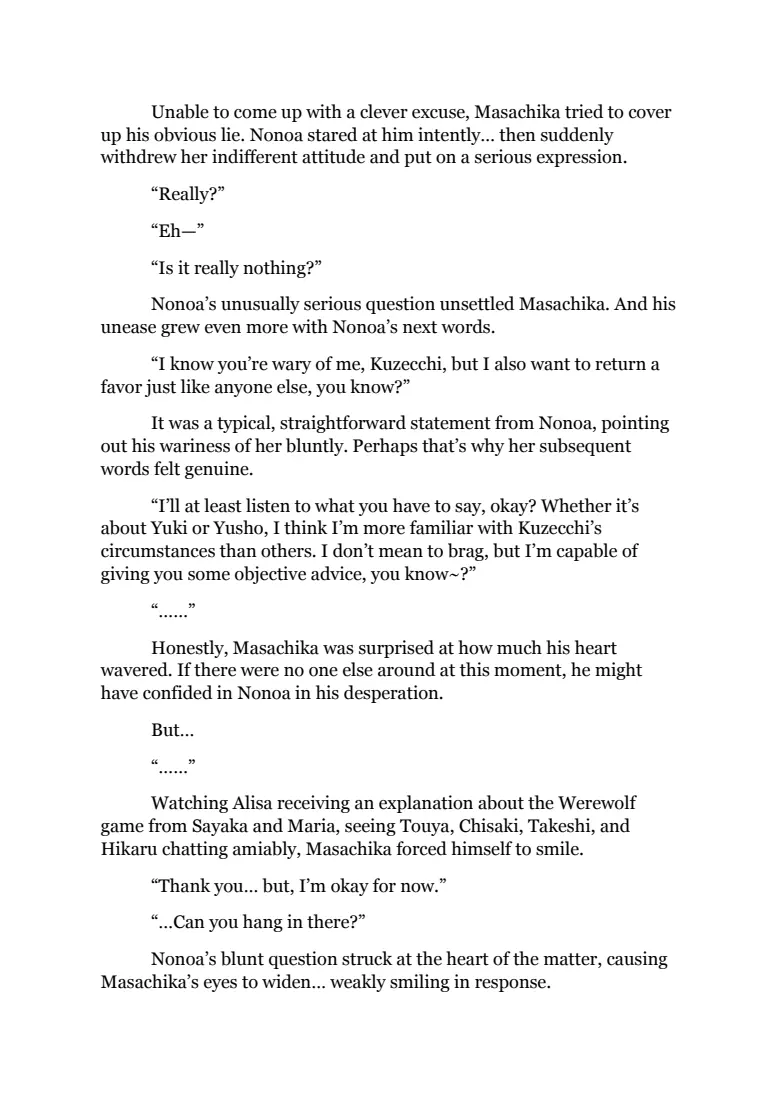 Unable to come up with a clever excuse, Masachika tried to cover
up his obvious lie. Nonoa stared at him intently... then suddenly
withdrew her indifferent attitude and put on a serious expression.
“Really?”
“Eh—”
“Is it really nothing?”
Nonoa’s unusually serious question unsettled Masachika. And his
unease grew even more with Nonoa’s next words.
“I know you’re wary of me, Kuzecchi, but I also want to return a
favor just like anyone else, you know?”
It was a typical, straightforward statement from Nonoa, pointing
out his wariness of her bluntly. Perhaps that’s why her subsequent
words felt genuine.
“I’ll at least listen to what you have to say, okay? Whether it’s
about Yuki or Yusho, I think I’m more familiar with Kuzecchi’s
circumstances than others. I don’t mean to brag, but I’m capable of
giving you some objective advice, you know~?”
“......”
Honestly, Masachika was surprised at how much his heart
wavered. If there were no one else around at this moment, he might
have confided in Nonoa in his desperation.
But...
“......”
Watching Alisa receiving an explanation about the Werewolf
game from Sayaka and Maria, seeing Touya, Chisaki, Takeshi, and
Hikaru chatting amiably, Masachika forced himself to smile.
“Thank you... but, I’m okay for now.”
“...Can you hang in there?”
Nonoa’s blunt question struck at the heart of the matter, causing
Masachika’s eyes to widen... weakly smiling in response.